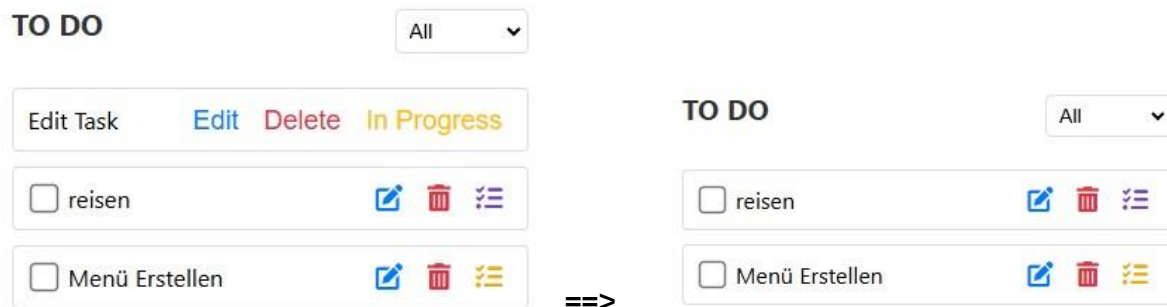 TO DO All
Edit Task Edit Delete In Progress
reisen
Menü Erstellen
==>
TO DO All
reisen
Menü Erstellen